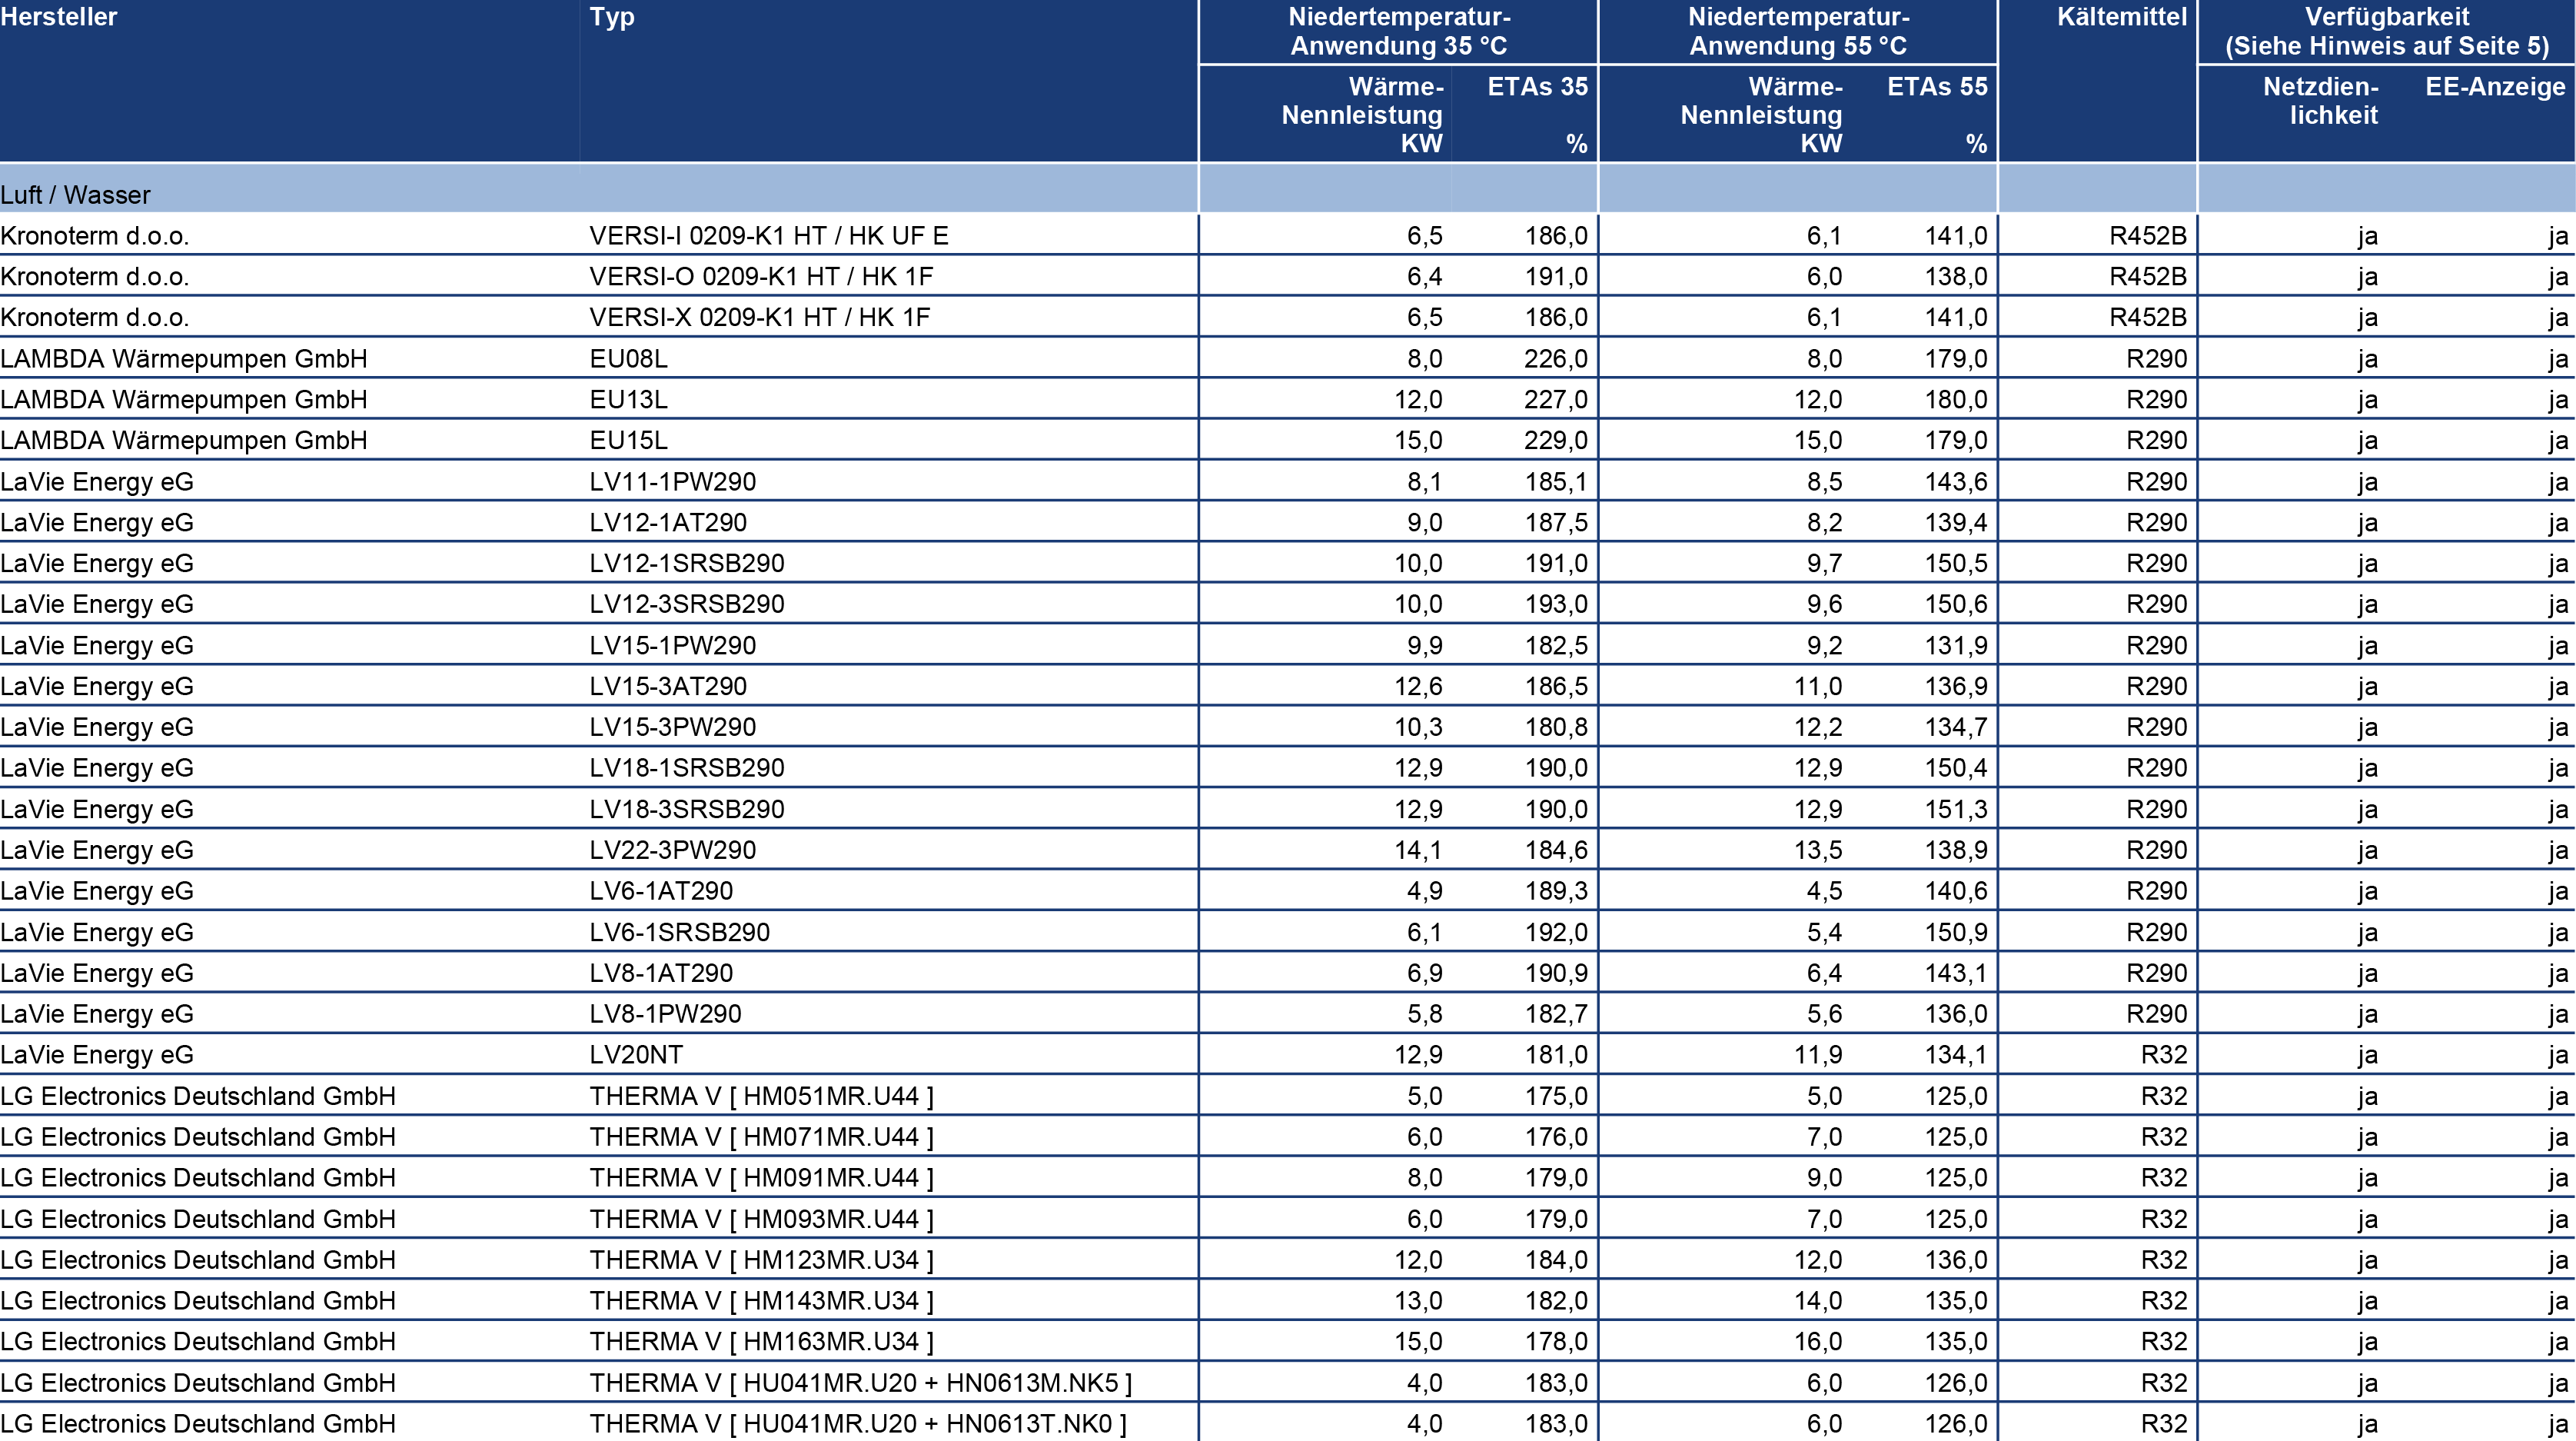 Hersteller Typ Niedertemperatur- Niedertemperatur- Kältemittel Verfügbarkeit
Anwendung 35 °C Anwendung 55 °C (Siehe Hinweis auf Seite 5)
Wärme- ETAs 35 Wärme- ETAs 55 Netzdien- EE-Anzeige
Nennleistung Nennleistung lichkeit
KW % KW %
Luft / Wasser
Kronoterm d.o.o. VERSI-I 0209-K1 HT / HK UF E 6,5 186,0 6,1 141,0 R452B ja ja
Kronoterm d.o.o. VERSI-O 0209-K1 HT / HK 1F 6,4 191,0 6,0 138,0 R452B ja ja
Kronoterm d.o.o. VERSI-X 0209-K1 HT / HK 1F 6,5 186,0 6,1 141,0 R452B ja ja
LAMBDA Wärmepumpen GmbH EU08L 8,0 226,0 8,0 179,0 R290 ja ja
LAMBDA Wärmepumpen GmbH EU13L 12,0 227,0 12,0 180,0 R290 ja ja
LAMBDA Wärmepumpen GmbH EU15L 15,0 229,0 15,0 179,0 R290 ja ja
LaVie Energy eG LV11-1PW290 8,1 185,1 8,5 143,6 R290 ja ja
LaVie Energy eG LV12-1AT290 9,0 187,5 8,2 139,4 R290 ja ja
LaVie Energy eG LV12-1SRSB290 10,0 191,0 9,7 150,5 R290 ja ja
LaVie Energy eG LV12-3SRSB290 10,0 193,0 9,6 150,6 R290 ja ja
LaVie Energy eG LV15-1PW290 9,9 182,5 9,2 131,9 R290 ja ja
LaVie Energy eG LV15-3AT290 12,6 186,5 11,0 136,9 R290 ja ja
LaVie Energy eG LV15-3PW290 10,3 180,8 12,2 134,7 R290 ja ja
LaVie Energy eG LV18-1SRSB290 12,9 190,0 12,9 150,4 R290 ja ja
LaVie Energy eG LV18-3SRSB290 12,9 190,0 12,9 151,3 R290 ja ja
LaVie Energy eG LV22-3PW290 14,1 184,6 13,5 138,9 R290 ja ja
LaVie Energy eG LV6-1AT290 4,9 189,3 4,5 140,6 R290 ja ja
LaVie Energy eG LV6-1SRSB290 6,1 192,0 5,4 150,9 R290 ja ja
LaVie Energy eG LV8-1AT290 6,9 190,9 6,4 143,1 R290 ja ja
LaVie Energy eG LV8-1PW290 5,8 182,7 5,6 136,0 R290 ja ja
LaVie Energy eG LV20NT 12,9 181,0 11,9 134,1 R32 ja ja
LG Electronics Deutschland GmbH THERMA V [ HM051MR.U44 ] 5,0 175,0 5,0 125,0 R32 ja ja
LG Electronics Deutschland GmbH THERMA V [ HM071MR.U44 ] 6,0 176,0 7,0 125,0 R32 ja ja
LG Electronics Deutschland GmbH THERMA V [ HM091MR.U44 ] 8,0 179,0 9,0 125,0 R32 ja ja
LG Electronics Deutschland GmbH THERMA V [ HM093MR.U44 ] 6,0 179,0 7,0 125,0 R32 ja ja
LG Electronics Deutschland GmbH THERMA V [ HM123MR.U34 ] 12,0 184,0 12,0 136,0 R32 ja ja
LG Electronics Deutschland GmbH THERMA V [ HM143MR.U34 ] 13,0 182,0 14,0 135,0 R32 ja ja
LG Electronics Deutschland GmbH THERMA V [ HM163MR.U34 ] 15,0 178,0 16,0 135,0 R32 ja ja
LG Electronics Deutschland GmbH THERMA V [ HU041MR.U20 + HN0613M.NK5 ] 4,0 183,0 6,0 126,0 R32 ja ja
LG Electronics Deutschland GmbH THERMA V [ HU041MR.U20 + HN0613T.NK0 ] 4,0 183,0 6,0 126,0 R32 ja ja